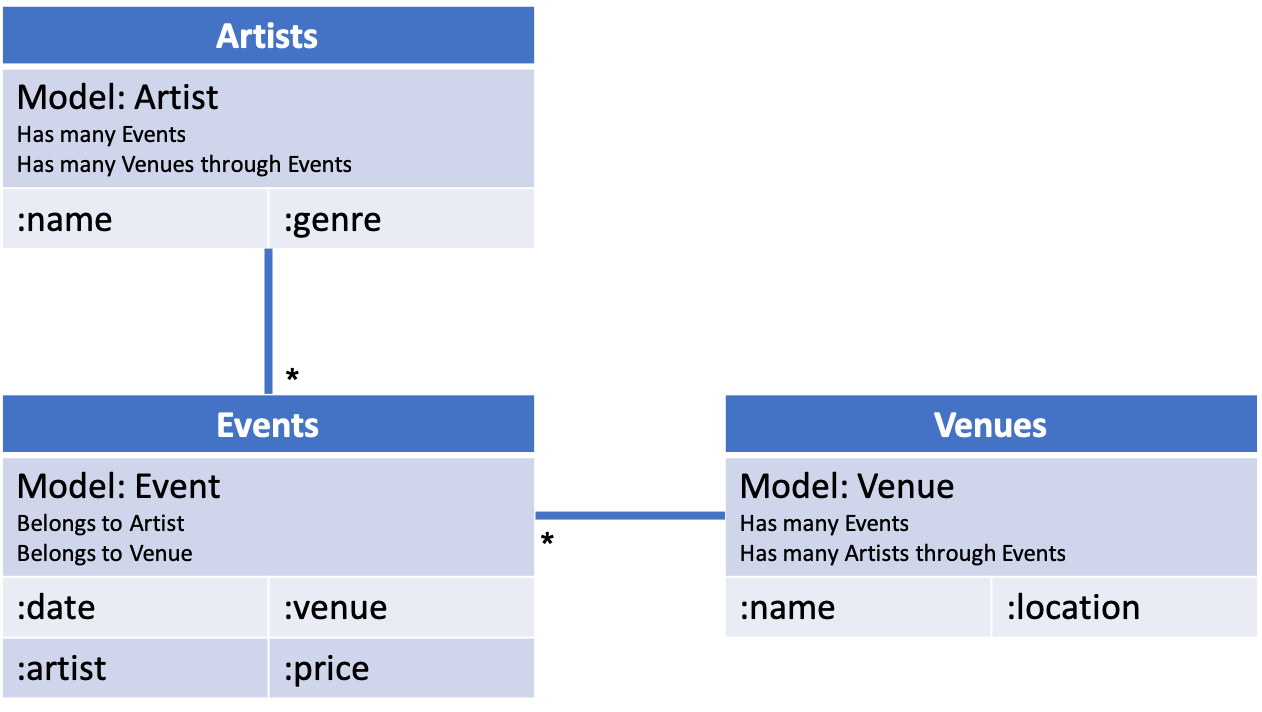 Artists
Model: Artist
Has many Events
Has many Venues through Events
:name :genre
*
Events
Model: Event
Belongs to Artist
Belongs to Venue
:date :venue
:artist :price
*
Venues
Model: Venue
Has many Events
Has many Artists through Events
:name :location